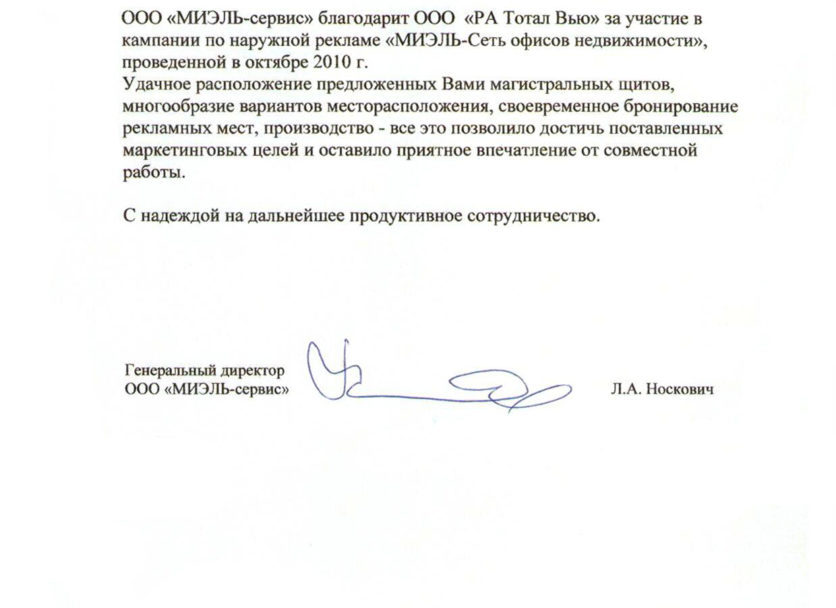 ООО «МИЭЛЬ-сервис» благодарит ООО «РА Тотал Вью» за участие в
кампании по наружной рекламе «МИЭЛЬ-Сеть офисов недвижимости»,
проведенной в октябре 2010 г.
Удачное расположение предложенных Вами магистральных щитов,
многообразие вариантов месторасположения, своевременное бронирование
рекламных мест, производство - все это позволило достичь поставленных
маркетинговых целей и оставило приятное впечатление от совместной
работы.
С надеждой на дальнейшее продуктивное сотрудничество.
Генеральный директор
ООО «МИЭЛЬ-сервис»
Л.А. Носкович